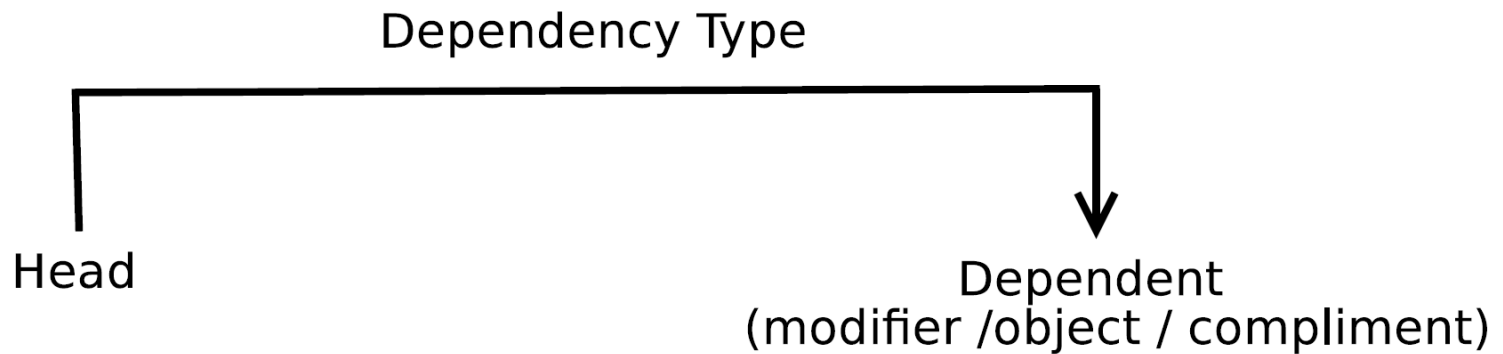 Dependency Type
Head
Dependent
(modifier /object / compliment)